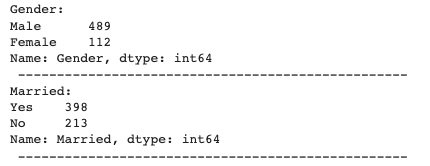 Gender:
Male      489
Female    112
Name: Gender, dtype: int64
--------------------------------------------------
Married:
Yes    398
No     213
Name: Married, dtype: int64
--------------------------------------------------